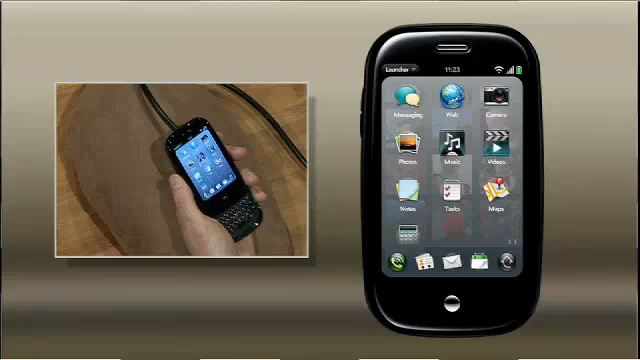 Launcher 11:23
Messaging Web Camera
Photos Music Videos
Notes Tasks Maps